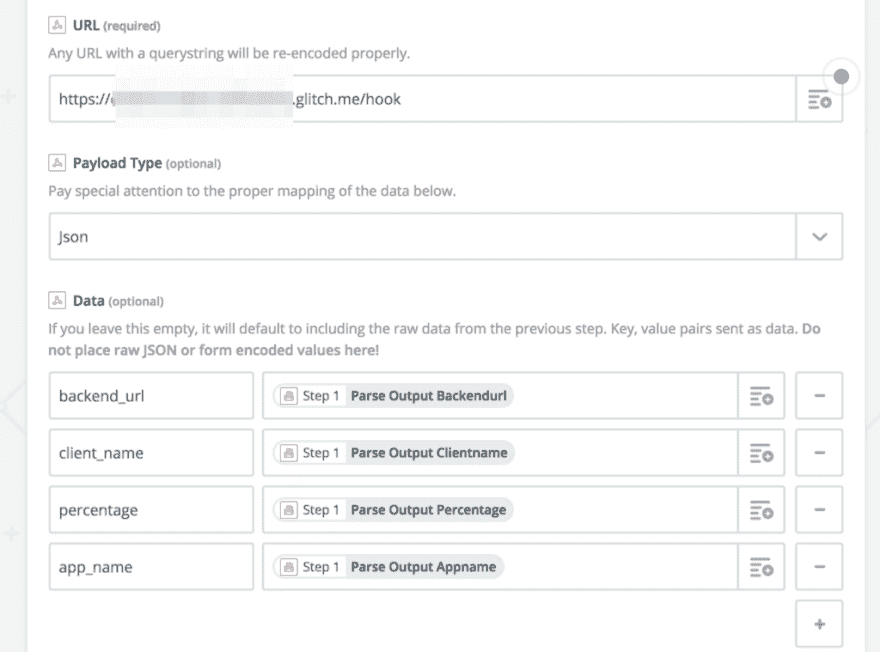 URL (required)
Any URL with a querystring will be re-encoded properly.
https:// .glitch.me/hook
Payload Type (optional)
Pay special attention to the proper mapping of the data below.
Json
Data (optional)
If you leave this empty, it will default to including the raw data from the previous step. Key, value pairs sent as data. Do
not place raw JSON or form encoded values here!
backend_url Step 1 Parse Output Backendurl
client_name Step 1 Parse Output Clientname
percentage Step 1 Parse Output Percentage
app_name Step 1 Parse Output Appname